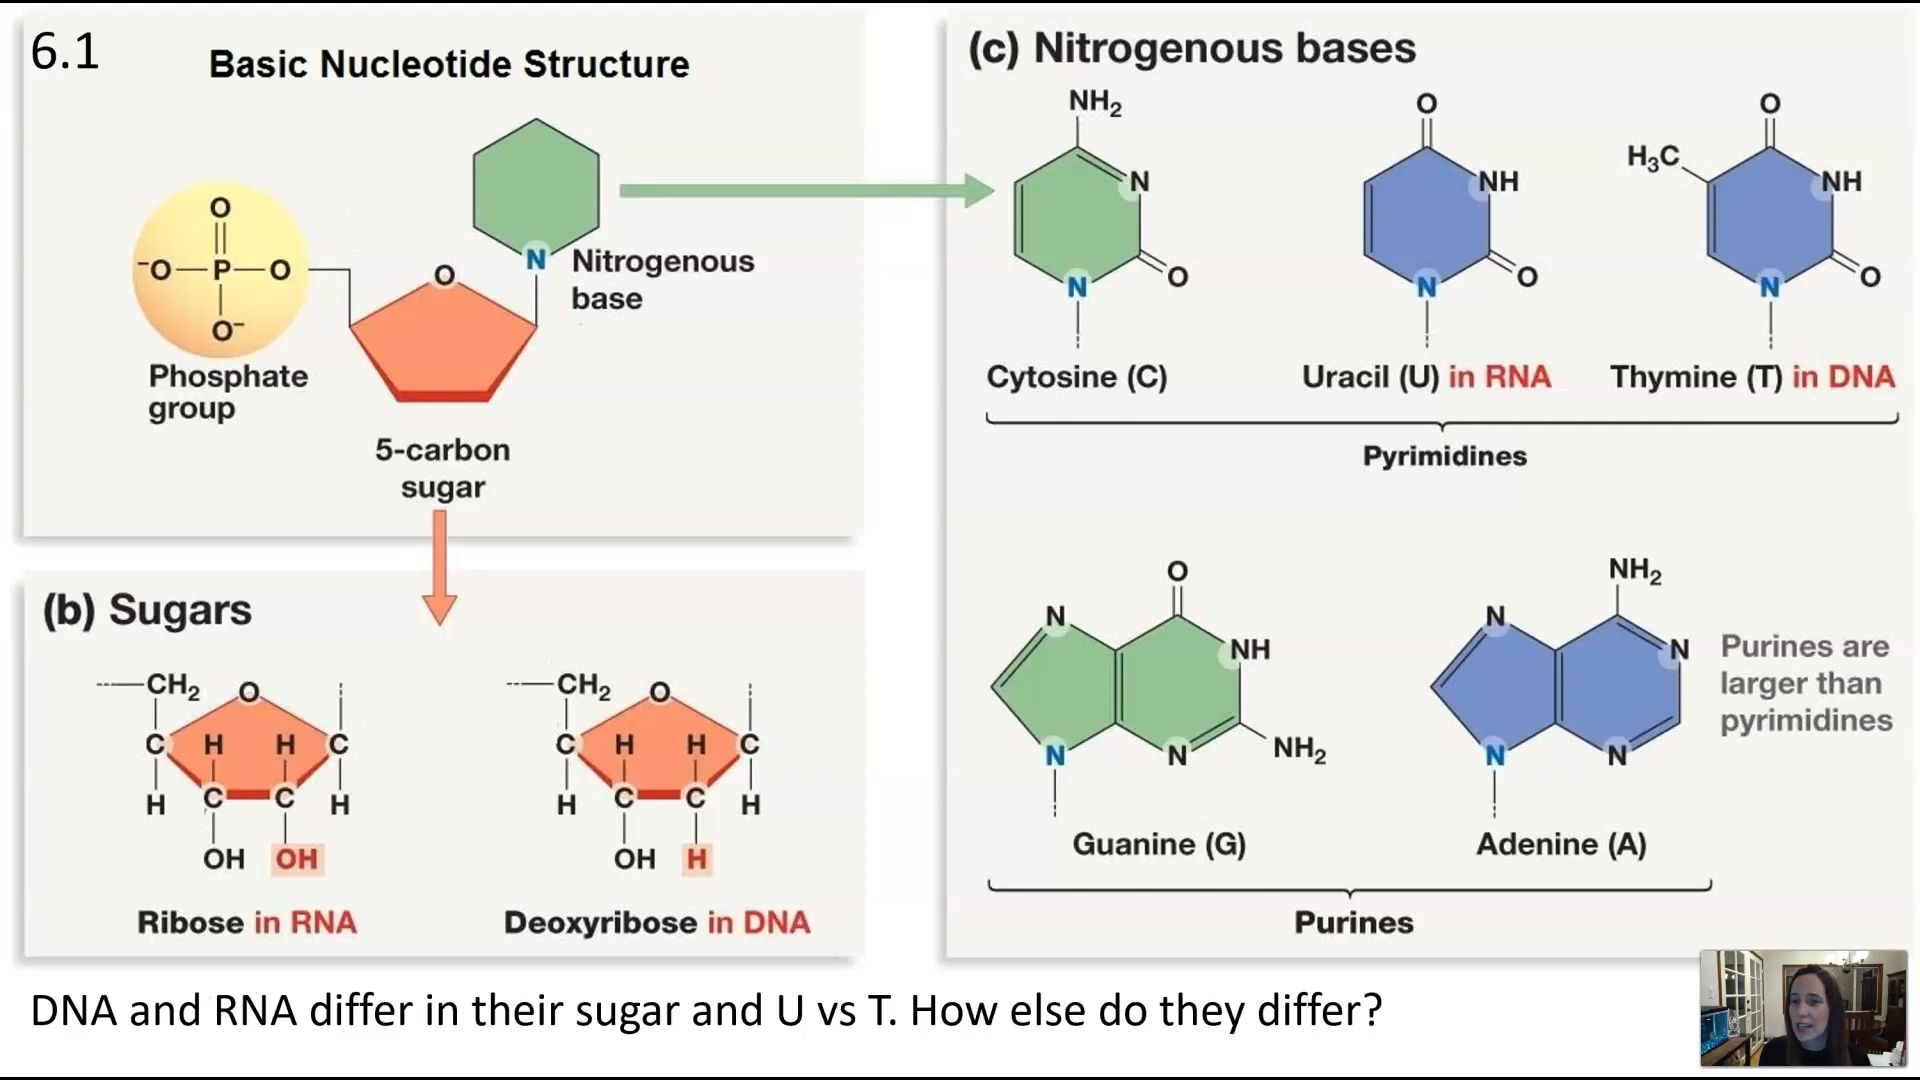 6.1
Basic Nucleotide Structure
O
⁻O—P—O
O⁻
Phosphate
group
O
N
Nitrogenous
base
5-carbon
sugar
(b) Sugars
CH₂ O
C H H C
H C C H
OH OH
Ribose in RNA
CH₂ O
C H H C
H C C H
OH H
Deoxyribose in DNA
(c) Nitrogenous bases
NH₂
N
N
O
Cytosine (C)
O
NH
N
O
Uracil (U) in RNA
O
H₃C
NH
N
O
Thymine (T) in DNA
Pyrimidines
O
N
NH
N
N
NH₂
Guanine (G)
NH₂
N
N
N
N
Adenine (A)
Purines are
larger than
pyrimidines
Purines
DNA and RNA differ in their sugar and U vs T. How else do they differ?